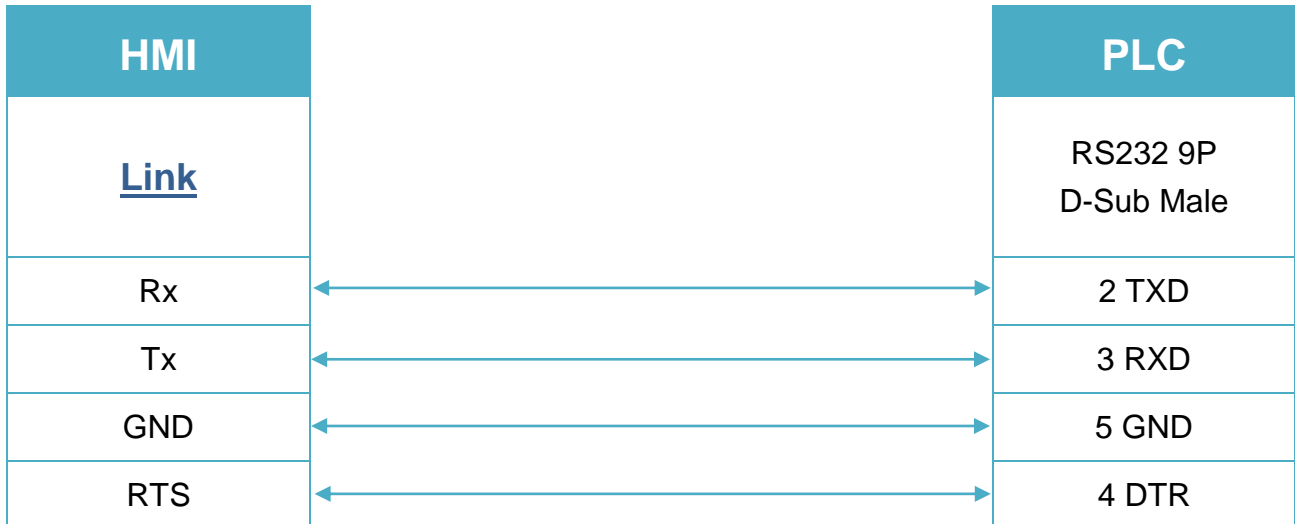 HMI PLC
Link RS232 9P
D-Sub Male
Rx 2 TXD
Tx 3 RXD
GND 5 GND
RTS 4 DTR